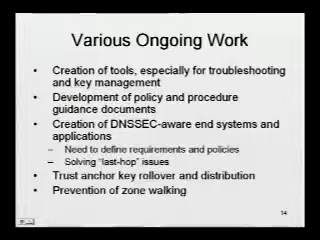 Various Ongoing Work
• Creation of tools, especially for troubleshooting
and key management
• Development of policy and procedure
guidance documents
• Creation of DNSSEC-aware end systems and
applications
– Need to define requirements and policies
– Solving "last-hop" issues
• Trust anchor key rollover and distribution
• Prevention of zone walking
14